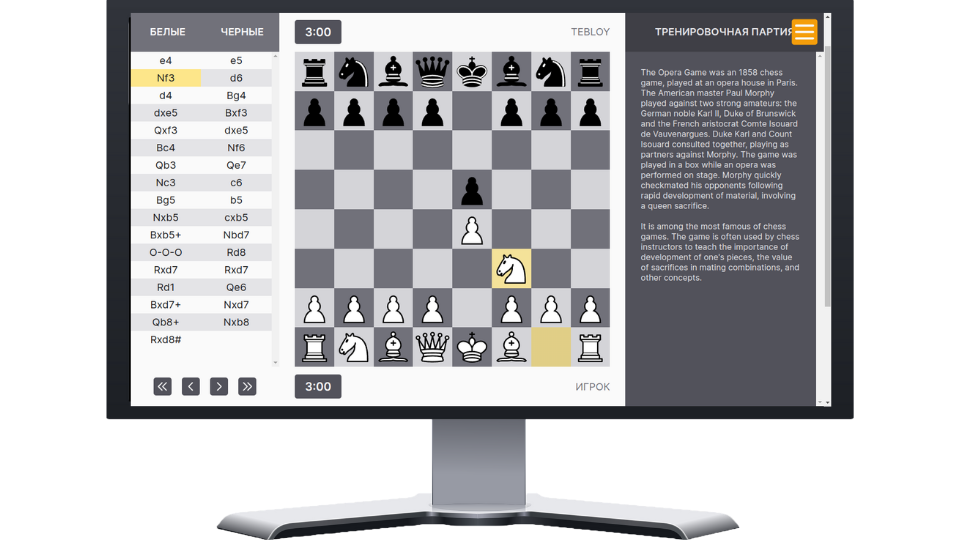 БЕЛЫЕ ЧЕРНЫЕ
e4 e5
Nf3 d6
d4 Bg4
dxe5 Bxf3
Qxf3 dxe5
Bc4 Nf6
Qb3 Qe7
Nc3 c6
Bg5 b5
Nxb5 cxb5
Bxb5+ Nbd7
O-O-O Rd8
Rxd7 Rxd7
Rd1 Qe6
Bxd7+ Nxd7
Qb8+ Nxb8
Rxd8#
3:00 TEBLOY
3:00 ИГРОК
ТРЕНИРОВОЧНАЯ ПАРТИЯ
The Opera Game was an 1858 chess
game, played at an opera house in Paris.
The American master Paul Morphy
played against two strong amateurs: the
German noble Karl II, Duke of Brunswick
and the French aristocrat Comte Isouard
de Vauvenargues. Duke Karl and Count
Isouard consulted together, playing as
partners against Morphy. The game was
played in a box while an opera was
performed on stage. Morphy quickly
checkmated his opponents following
rapid development of material, involving
a queen sacrifice.
It is among the most famous of chess
games. The game is often used by chess
instructors to teach the importance of
development of one's pieces, the value
of sacrifices in mating combinations, and
other concepts.